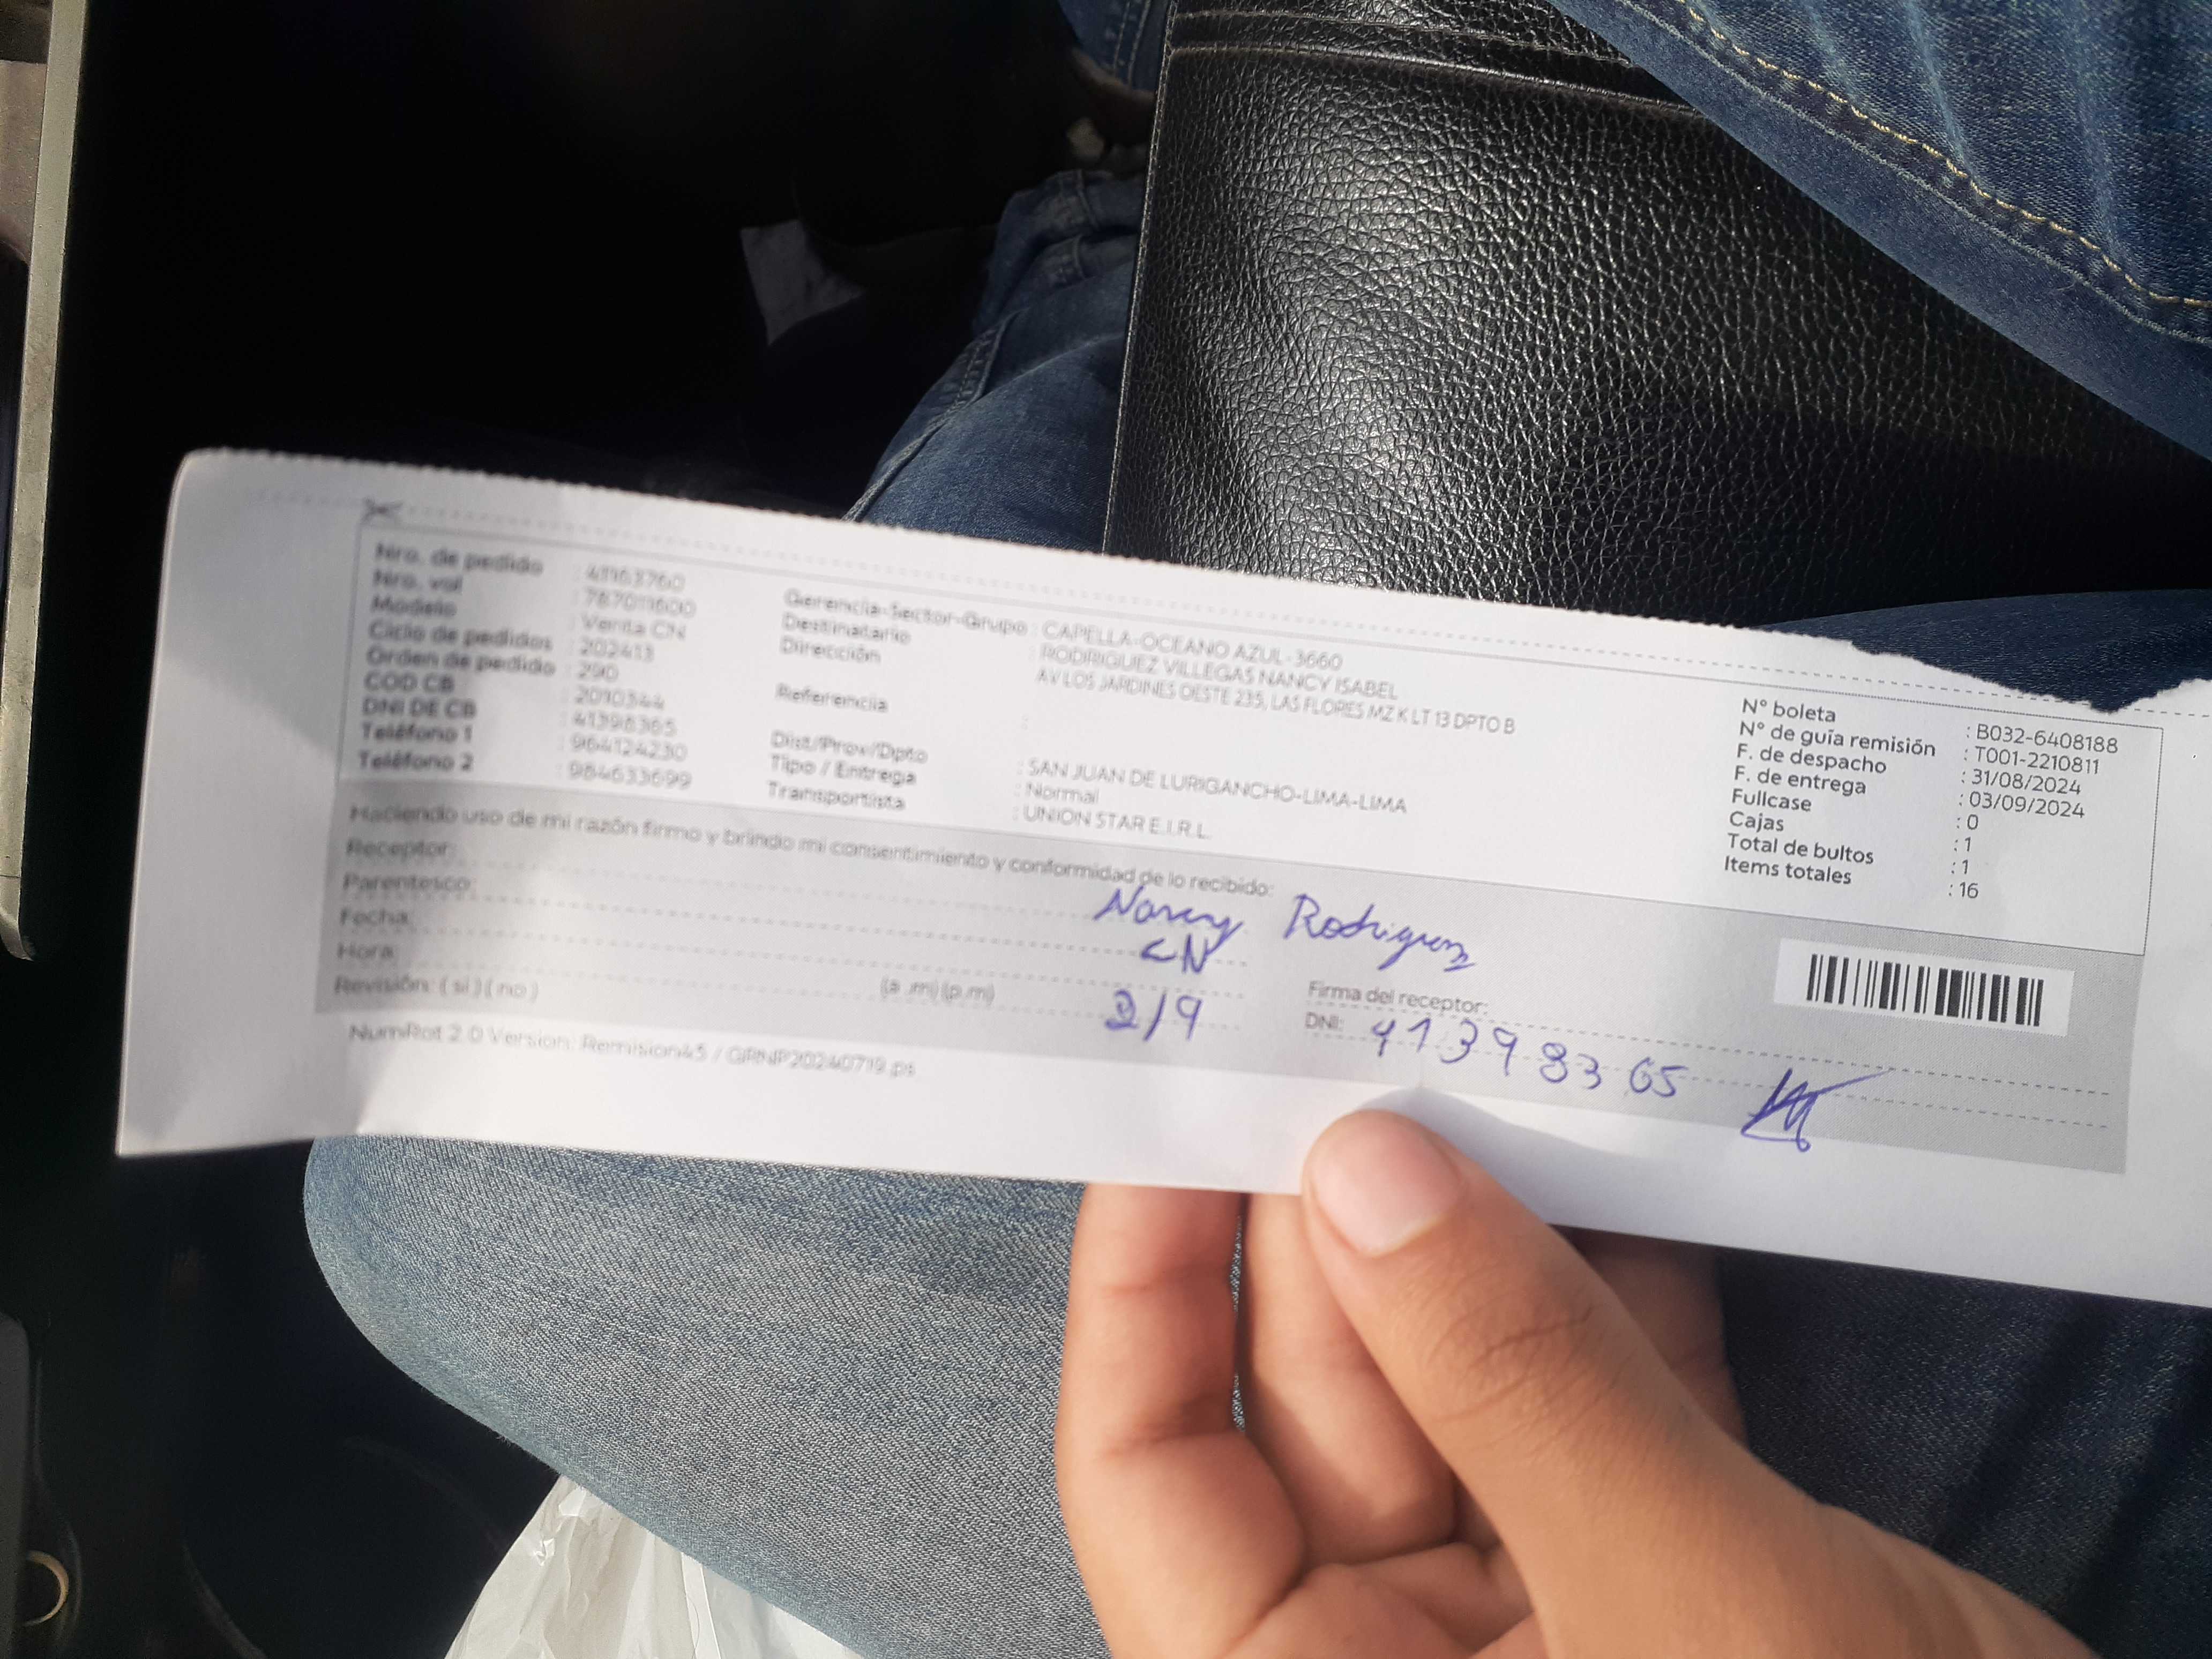 Nro. de pedido : 41163760
Nro. vol : 787011600
Modelo : Venta CN
Ciclo de pedidos : 202413
Orden de pedido : 290
COD CB : 2010344
DNI DE CB : 41398365
Teléfono 1 : 964124230
Teléfono 2 : 984633699
Gerencia-Sector-Grupo : CAPELLA-OCEANO AZUL-3660
Destinatario : RODRIGUEZ VILLEGAS NANCY ISABEL
Dirección AV LOS JARDINES OESTE 235, LAS FLORES MZ K LT 13 DPTO B
Referencia :
Dist/Prov/Dpto : SAN JUAN DE LURIGANCHO-LIMA-LIMA
Tipo / Entrega : Normal
Transportista : UNION STAR E.I.R.L.
N° boleta : B032-6408188
N° de guía remisión : T001-2210811
F. de despacho : 31/08/2024
F. de entrega : 03/09/2024
Fullcase : 0
Cajas : 1
Total de bultos : 1
Items totales : 16
Haciendo uso de mi razón firmo y brindo mi consentimiento y conformidad de lo recibido:
Receptor: Nancy Rodriguez
Parentesco: CN
Fecha: 2/9
Hora: (a .m) (p.m)
Revisión: ( si ) ( no )
Firma del receptor:
DNI: 41398365
NumRot 2.0 Version: Remision45 / GRNP20240719.ps